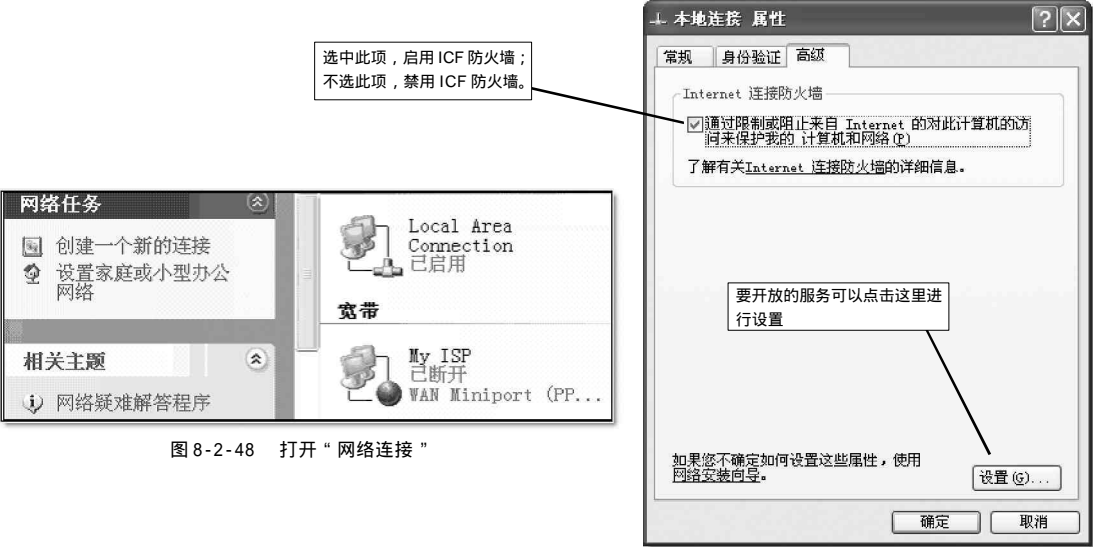 选中此项，启用 ICF 防火墙；
不选此项，禁用 ICF 防火墙。
网络任务
创建一个新的连接
设置家庭或小型办公
网络
相关主题
网络疑难解答程序
Local Area
Connection
已启用
宽带
My ISP
已断开
WAN Miniport (PP...
图 8-2-48 打开“网络连接”
本地连接 属性
常规
身份验证
高级
Internet 连接防火墙
通过限制或阻止来自 Internet 的对此计算机的访
问来保护我的 计算机和网络(P)
了解有关Internet 连接防火墙的详细信息。
要开放的服务可以点击这里进
行设置
如果您不确定如何设置这些属性，使用
网络安装向导。
设置(G)...
确定
取消